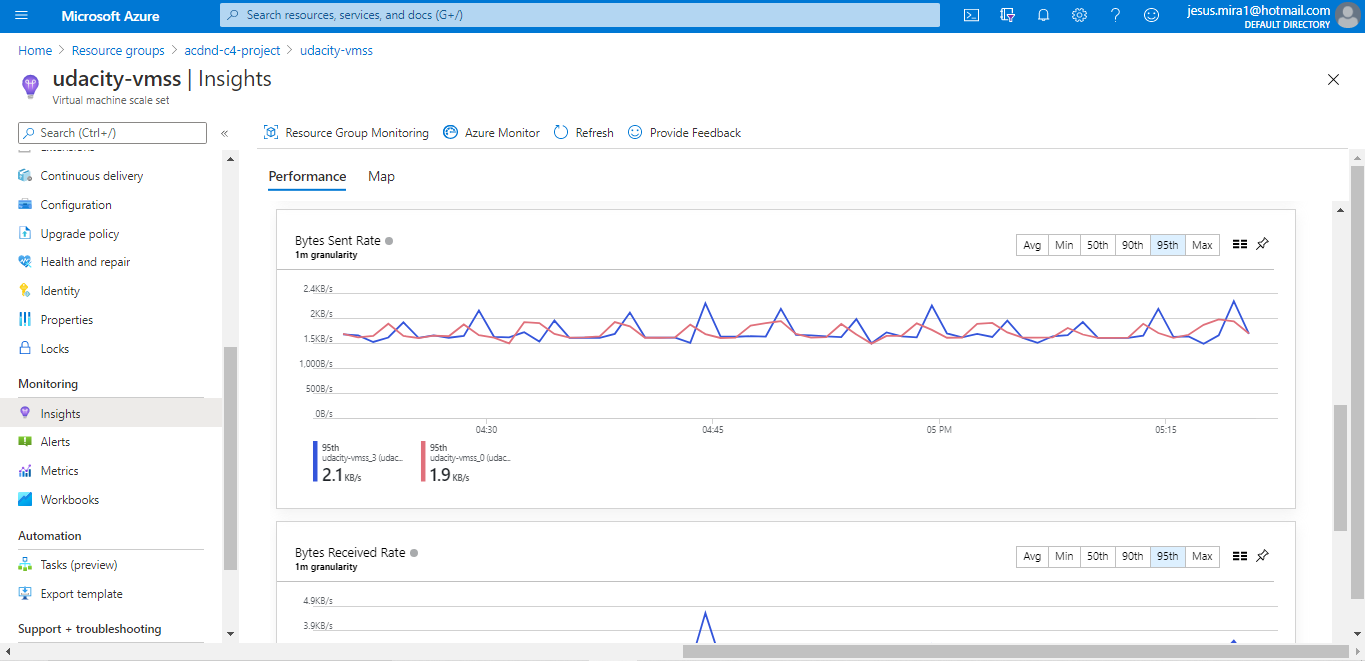 Microsoft Azure
Search resources, services, and docs (G+/)
jesus.mira1@hotmail.com
DEFAULT DIRECTORY
Home > Resource groups > acdnd-c4-project > udacity-vmss
udacity-vmss | Insights
Virtual machine scale set
Search (Ctrl+/)
«
Resource Group Monitoring
Azure Monitor
Refresh
Provide Feedback
Extensions
Continuous delivery
Configuration
Upgrade policy
Health and repair
Identity
Properties
Locks
Monitoring
Insights
Alerts
Metrics
Workbooks
Automation
Tasks (preview)
Export template
Support + troubleshooting
Performance
Map
Bytes Sent Rate
1m granularity
Avg Min 50th 90th 95th Max
2.4KB/s
2KB/s
1.5KB/s
1,000B/s
500B/s
0B/s
04:30 04:45 05 PM 05:15
95th
udacity-vmss_3 (udac...
2.1 KB/s
95th
udacity-vmss_0 (udac...
1.9 KB/s
Bytes Received Rate
1m granularity
Avg Min 50th 90th 95th Max
4.9KB/s
3.9KB/s